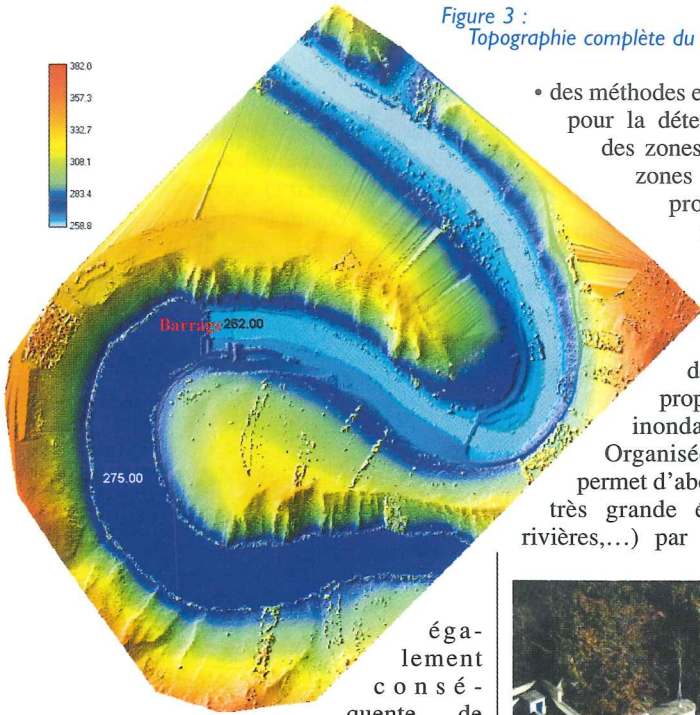 Figure 3 :
Topographie complète du
382.0
357.3
332.7
308.1
283.4
258.8
Barrage 262.00
275.00
• des méthodes e
pour la déte
des zones
zones
pro
d
prop
inonda
Organisée
permet d'abo
très grande é
rivières,…) par
éga-
lement
consé-
quente de